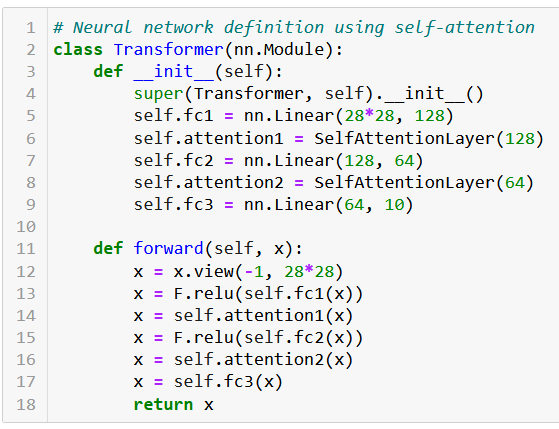 1 # Neural network definition using self-attention
2 class Transformer(nn.Module):
3     def __init__(self):
4         super(Transformer, self).__init__()
5         self.fc1 = nn.Linear(28*28, 128)
6         self.attention1 = SelfAttentionLayer(128)
7         self.fc2 = nn.Linear(128, 64)
8         self.attention2 = SelfAttentionLayer(64)
9         self.fc3 = nn.Linear(64, 10)
10
11     def forward(self, x):
12         x = x.view(-1, 28*28)
13         x = F.relu(self.fc1(x))
14         x = self.attention1(x)
15         x = F.relu(self.fc2(x))
16         x = self.attention2(x)
17         x = self.fc3(x)
18         return x